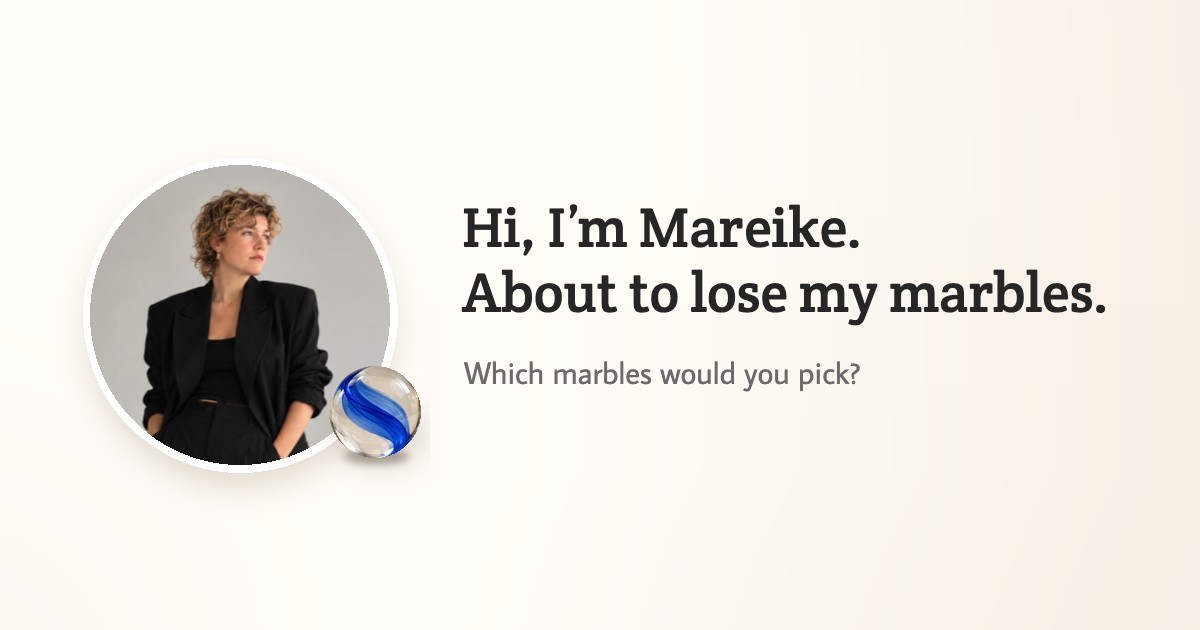 Hi, I’m Mareike.
About to lose my marbles.
Which marbles would you pick?